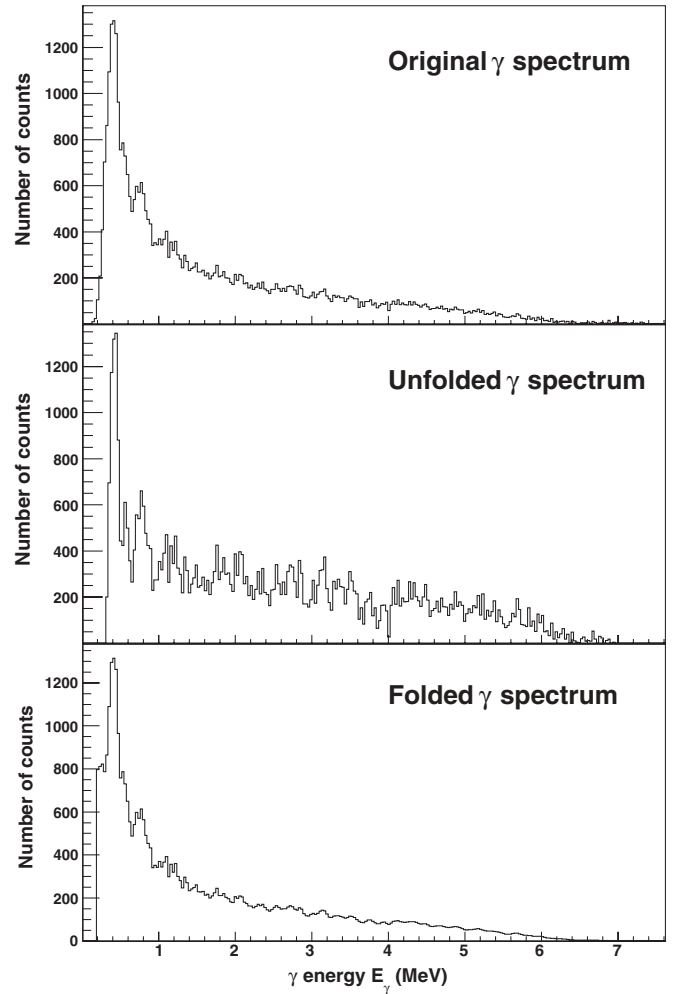 Original γ spectrum
Number of counts
1200
1000
800
600
400
200
Unfolded γ spectrum
Number of counts
1200
1000
800
600
400
200
Folded γ spectrum
Number of counts
1200
1000
800
600
400
200
0
1 2 3 4 5 6 7
γ energy Eγ (MeV)